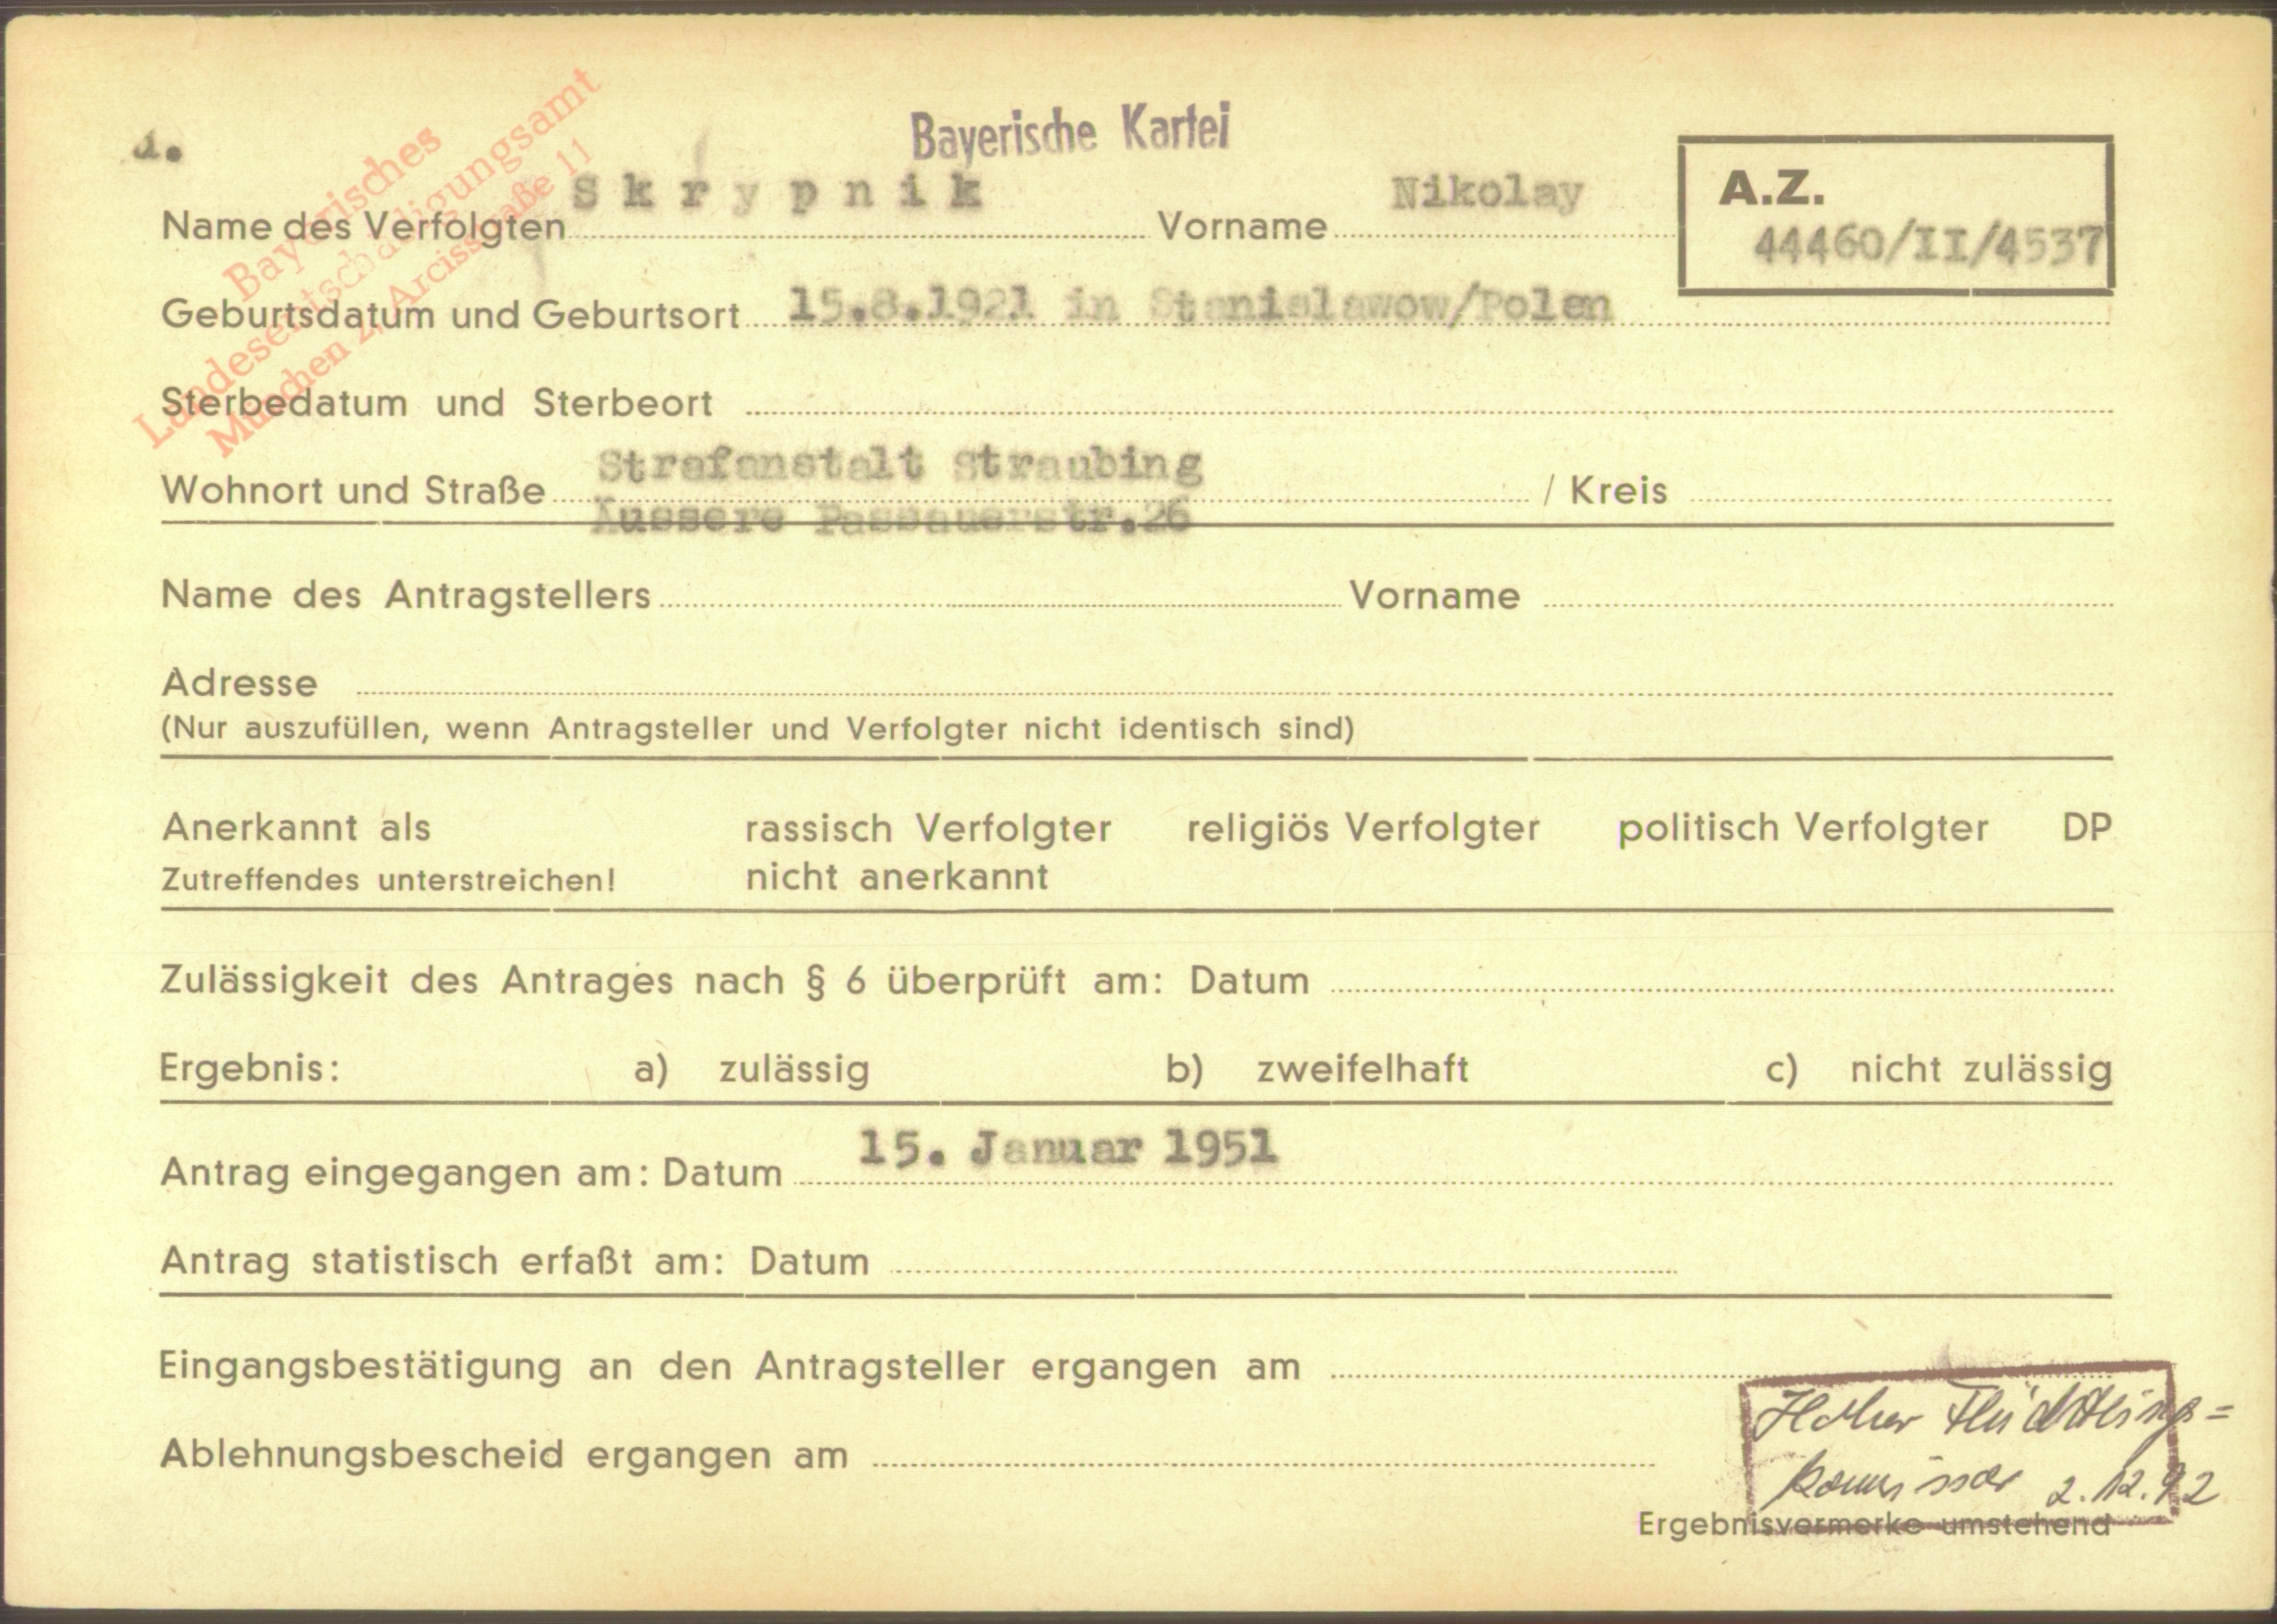 Bayerisches
Landesentschädigungsamt
München 2, Arcisstraße 11
Bayerische Kartei
Name des Verfolgten Skrypnik Vorname Nikolay
A.Z.
44460/II/4537
Geburtsdatum und Geburtsort 15.8.1921 in Stanislawow/Polen
Sterbedatum und Sterbeort
Strafanstalt Straubing
Wohnort und Straße / Kreis
Äussere Passauerstr.26
Name des Antragstellers Vorname
Adresse
(Nur auszufüllen, wenn Antragsteller und Verfolgter nicht identisch sind)
Anerkannt als rassisch Verfolgter religiös Verfolgter politisch Verfolgter DP
Zutreffendes unterstreichen! nicht anerkannt
Zulässigkeit des Antrages nach § 6 überprüft am: Datum
Ergebnis: a) zulässig b) zweifelhaft c) nicht zulässig
Antrag eingegangen am: Datum 15. Januar 1951
Antrag statistisch erfaßt am: Datum
Eingangsbestätigung an den Antragsteller ergangen am
Hoher Flüchtlings=
Ablehnungsbescheid ergangen am
kommissar 2.12.92
Ergebnisvermerke umstehend